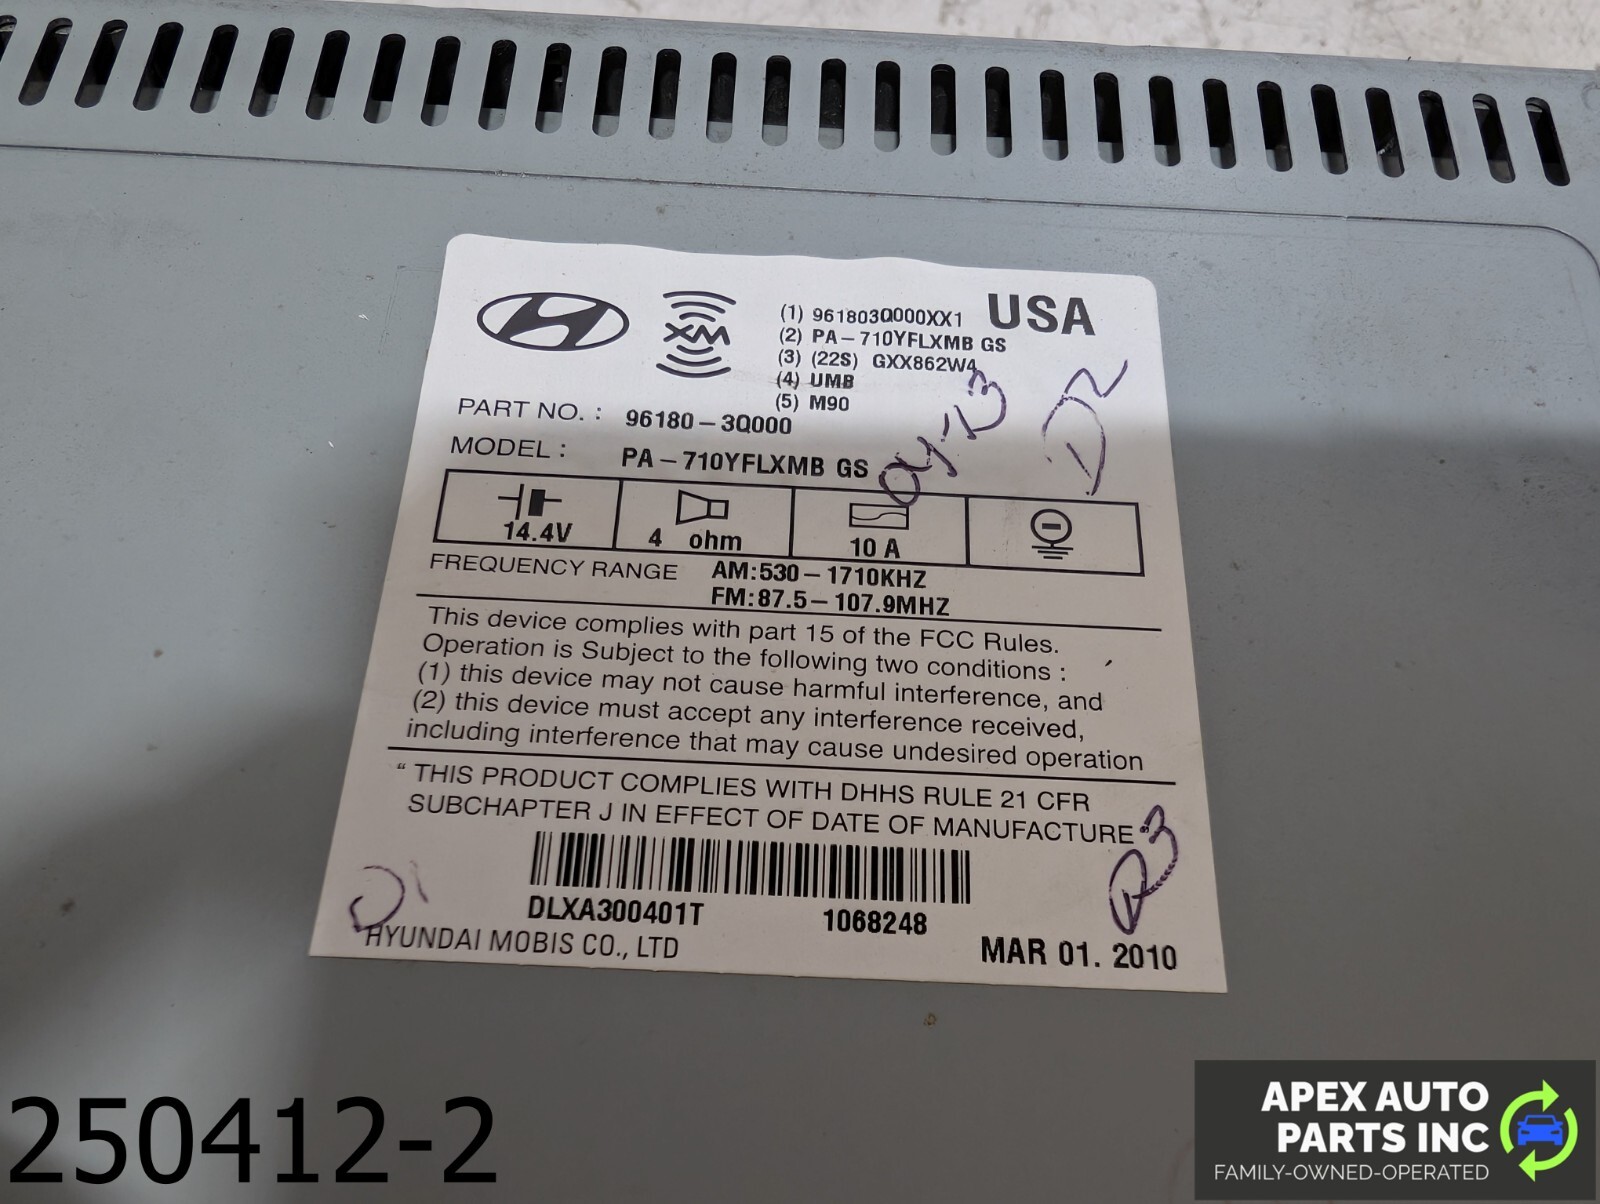 XM
(1) 961803Q000XX1 USA
(2) PA-710YFLXMB GS
(3) (22S) GXX862W4
(4) UMB
(5) M90
PART NO. : 96180-3Q000
MODEL : PA-710YFLXMB GS
14.4V 4 ohm 10 A
FREQUENCY RANGE AM:530-1710KHZ
FM:87.5-107.9MHZ
This device complies with part 15 of the FCC Rules.
Operation is Subject to the following two conditions :
(1) this device may not cause harmful interference, and
(2) this device must accept any interference received,
including interference that may cause undesired operation
“ THIS PRODUCT COMPLIES WITH DHHS RULE 21 CFR
SUBCHAPTER J IN EFFECT OF DATE OF MANUFACTURE ”
DLXA300401T 1068248
HYUNDAI MOBIS CO., LTD
MAR 01. 2010
D2
R3
D1
250412-2
APEX AUTO
PARTS INC
FAMILY-OWNED-OPERATED